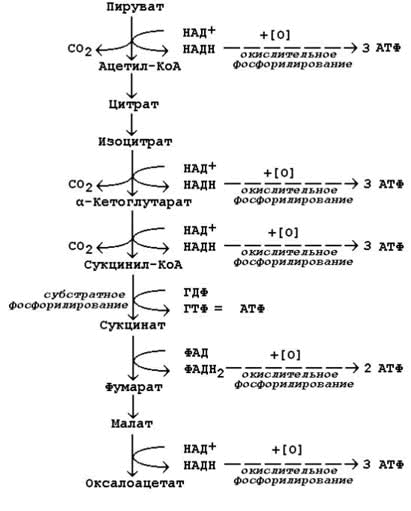 Пируват
НАД⁺ +[O]
CO₂ НАДН окислительное фосфорилирование 3 АТФ
Ацетил-КоА
Цитрат
Изоцитрат
НАД⁺ +[O]
CO₂ НАДН окислительное фосфорилирование 3 АТФ
α-Кетоглутарат
НАД⁺ +[O]
CO₂ НАДН окислительное фосфорилирование 3 АТФ
Сукцинил-КоА
субстратное ГДФ
фосфорилирование ГТФ = АТФ
Сукцинат
ФАД +[O]
ФАДН₂ окислительное фосфорилирование 2 АТФ
Фумарат
Малат
НАД⁺ +[O]
НАДН окислительное фосфорилирование 3 АТФ
Оксалоацетат